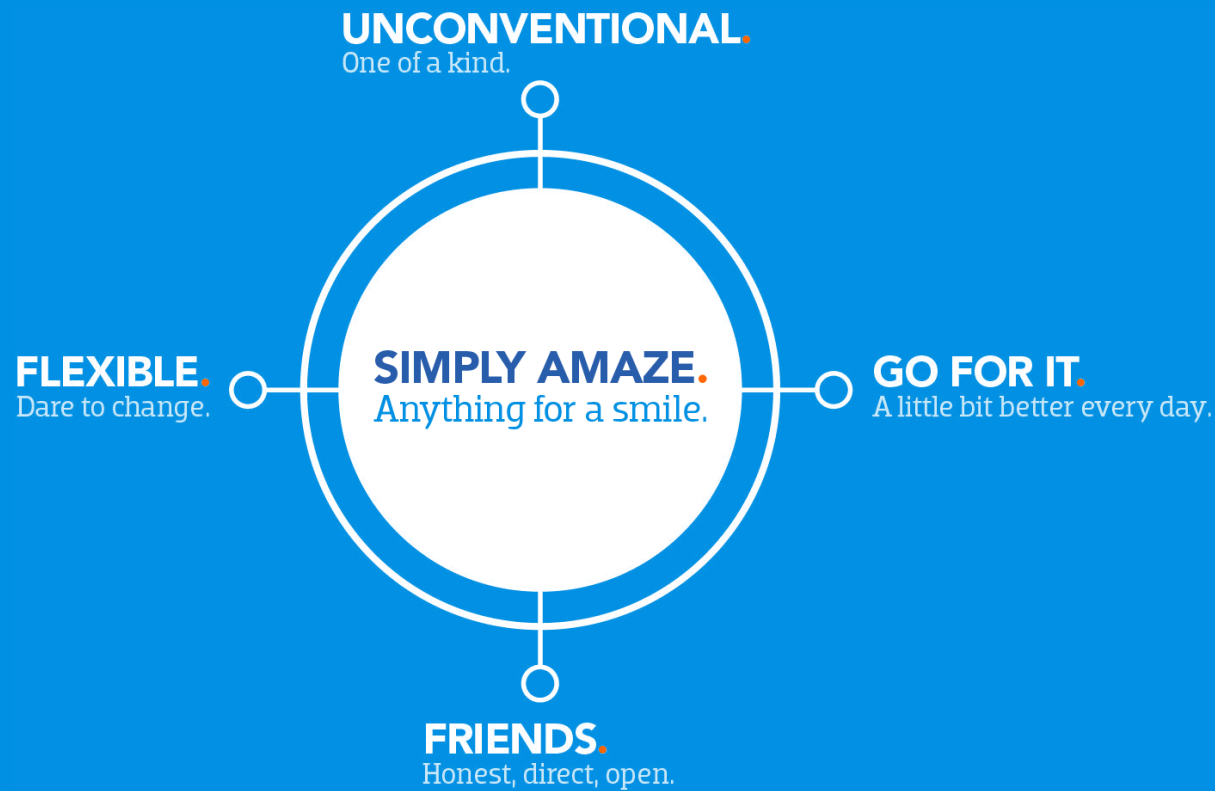 UNCONVENTIONAL.
One of a kind.
FLEXIBLE.
Dare to change.
SIMPLY AMAZE.
Anything for a smile.
GO FOR IT.
A little bit better every day.
FRIENDS.
Honest, direct, open.